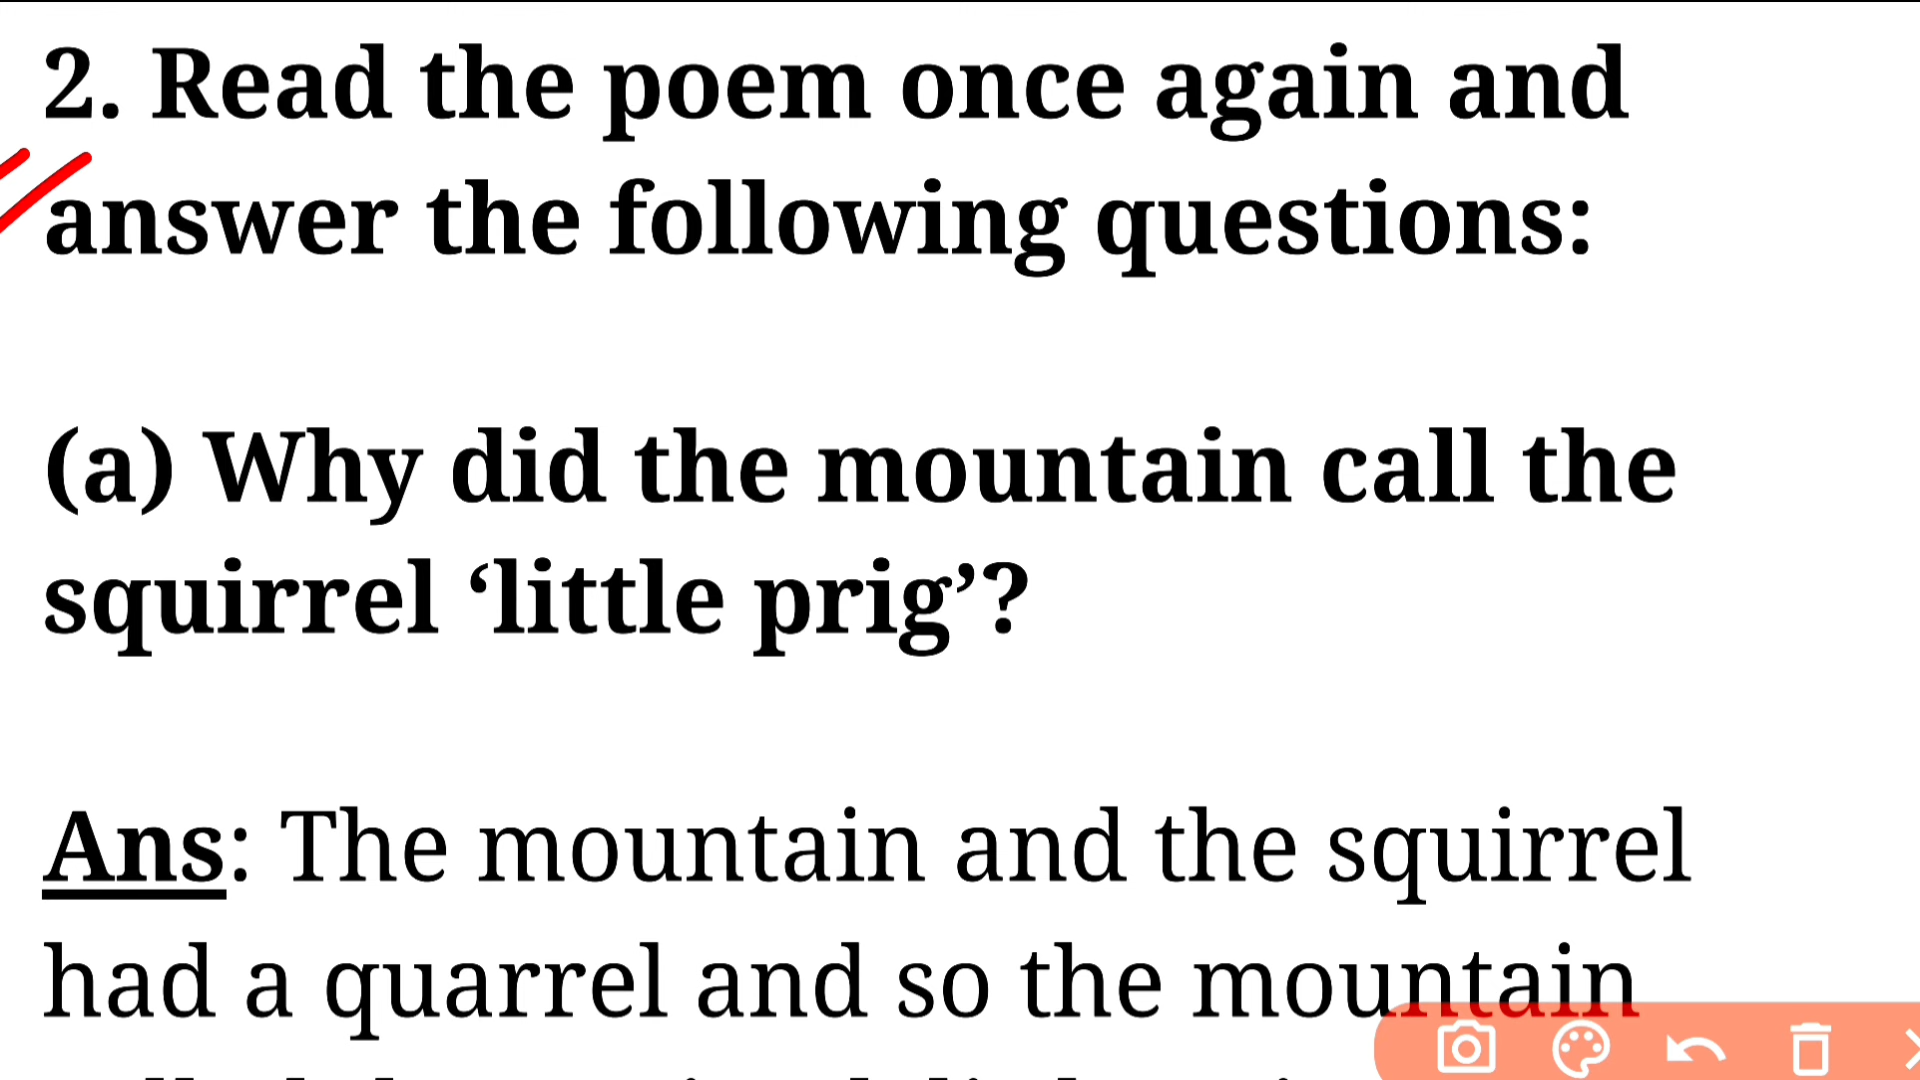 2. Read the poem once again and
answer the following questions:
(a) Why did the mountain call the
squirrel ‘little prig’?
Ans: The mountain and the squirrel
had a quarrel and so the mountain